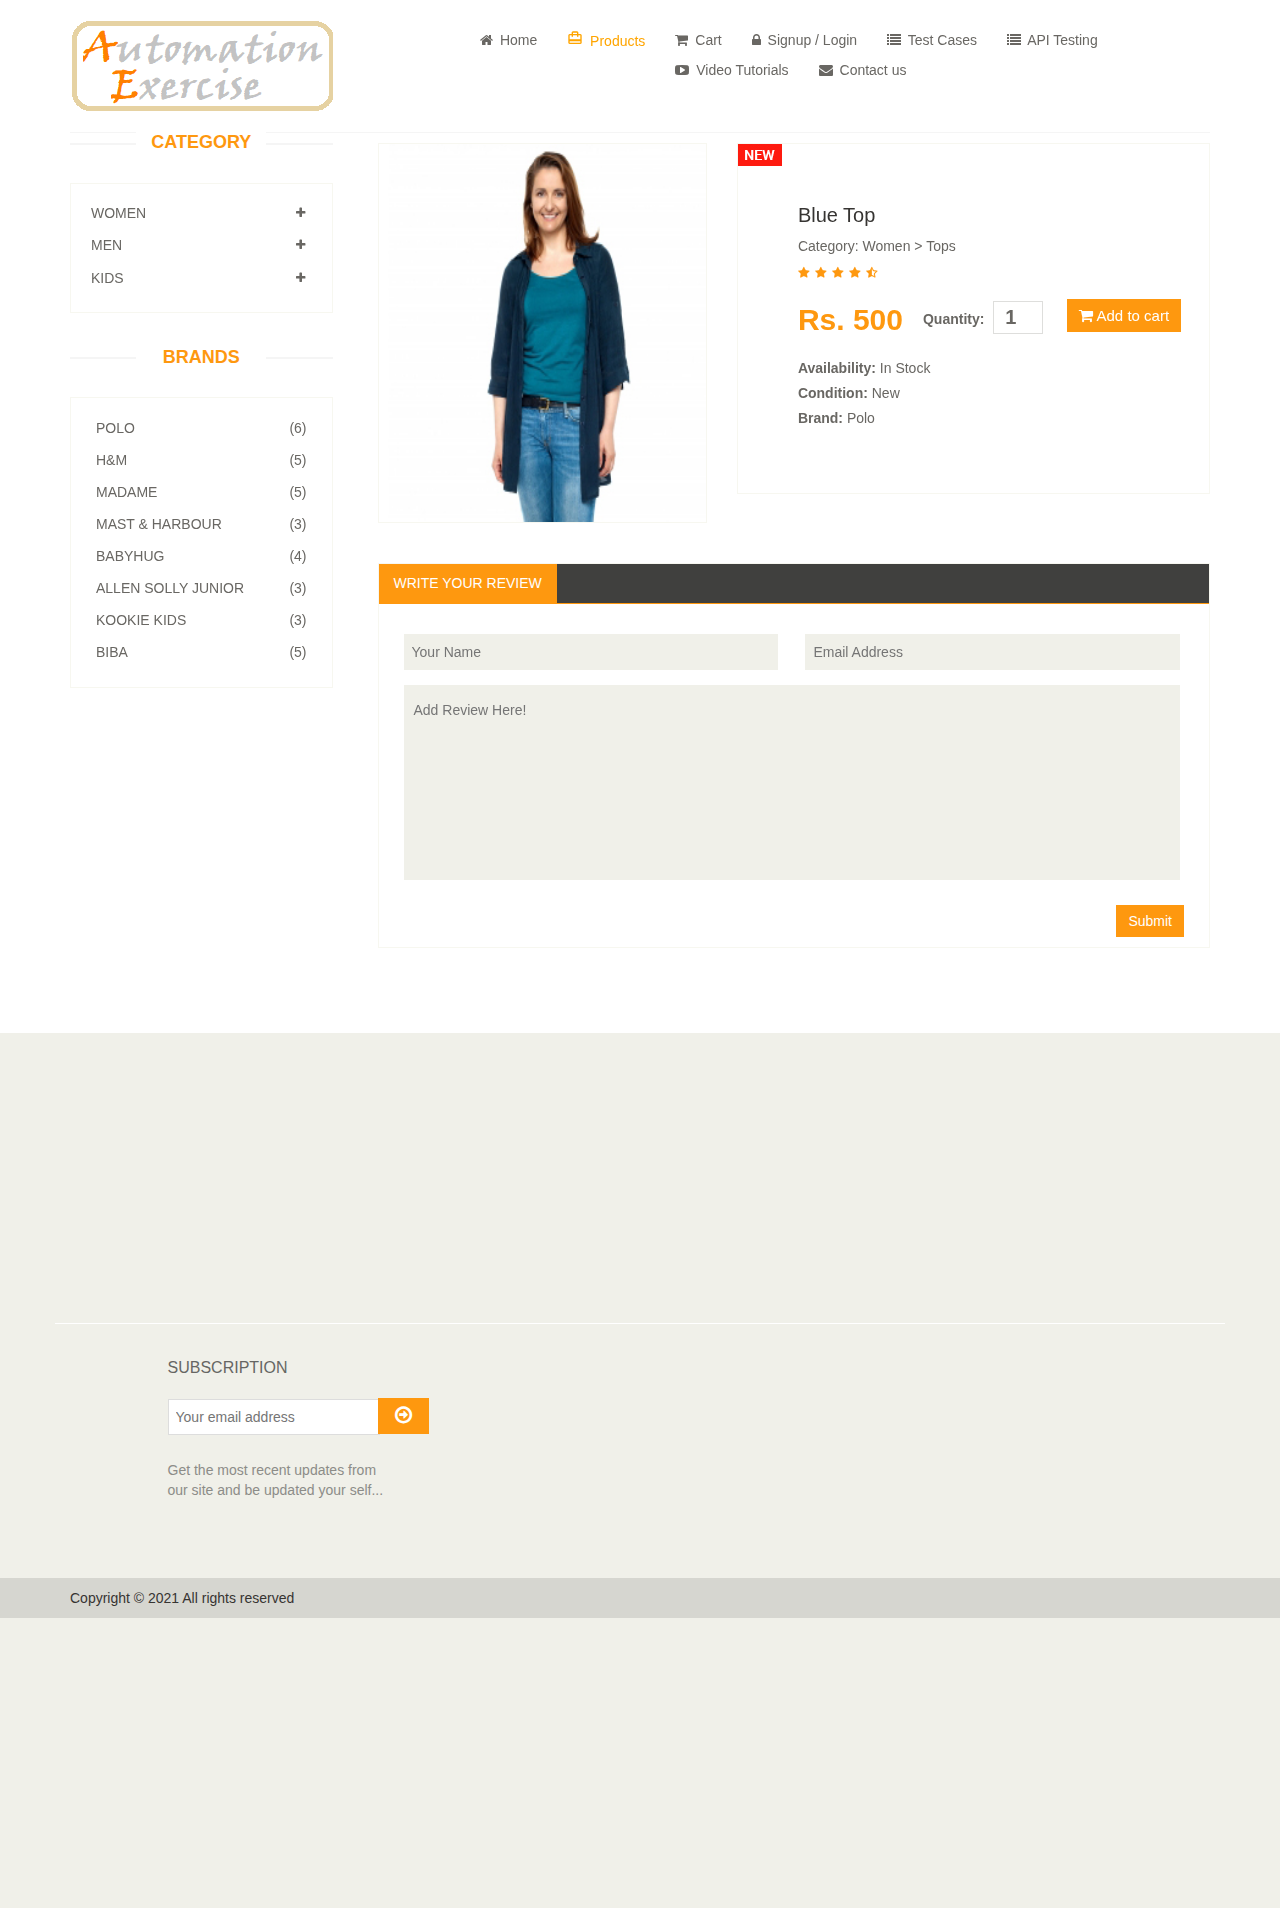 Automation
Exercise
Home
Products
Cart
Signup / Login
Test Cases
API Testing
Video Tutorials
Contact us
CATEGORY
WOMEN
MEN
KIDS
BRANDS
POLO (6)
H&M (5)
MADAME (5)
MAST & HARBOUR (3)
BABYHUG (4)
ALLEN SOLLY JUNIOR (3)
KOOKIE KIDS (3)
BIBA (5)
NEW
Blue Top
Category: Women > Tops
Rs. 500 Quantity: 1 Add to cart
Availability: In Stock
Condition: New
Brand: Polo
WRITE YOUR REVIEW
Your Name
Email Address
Add Review Here!
Submit
SUBSCRIPTION
Your email address
Get the most recent updates from
our site and be updated your self...
Copyright © 2021 All rights reserved